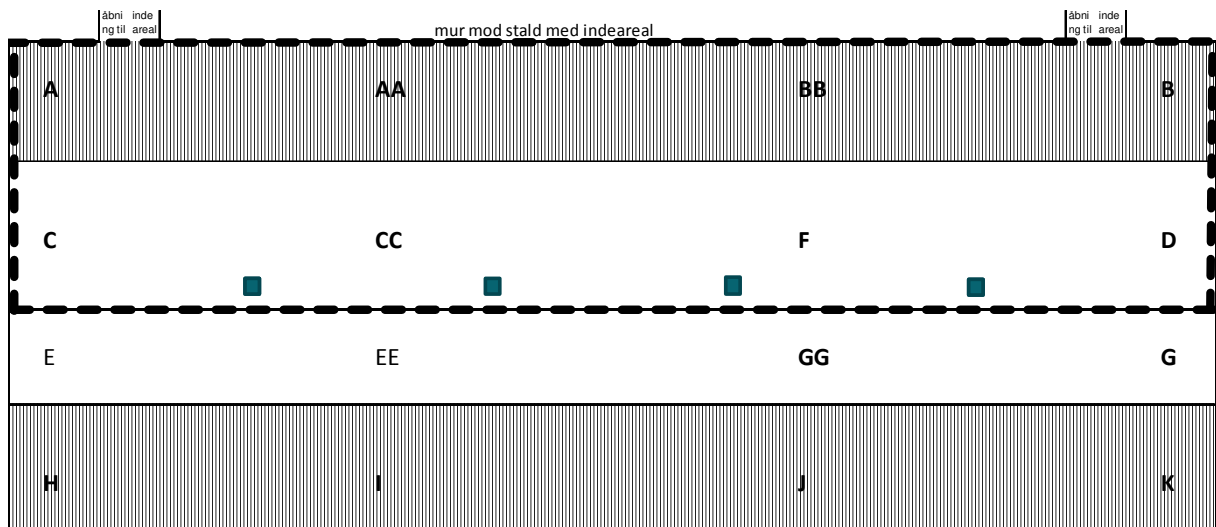 åbni inde
ng til areal
mur mod stald med indeareal
åbni inde
ng til areal
A AA BB B
C CC F D
E EE GG G
H I J K